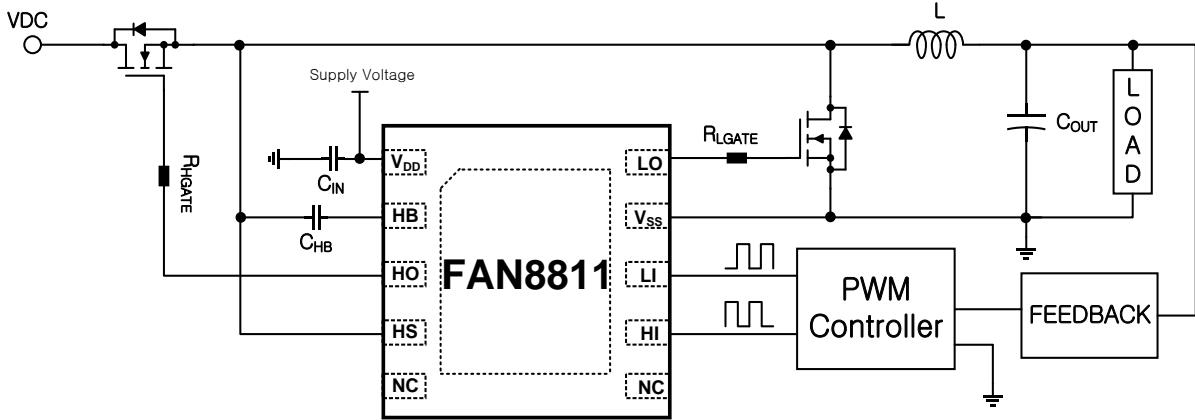 VDC
L
Supply Voltage
RHGATE
CIN
CHB
VDD
HB
HO
HS
NC
FAN8811
LO
VSS
LI
HI
NC
RLGATE
COUT
LOAD
PWM
Controller
FEEDBACK